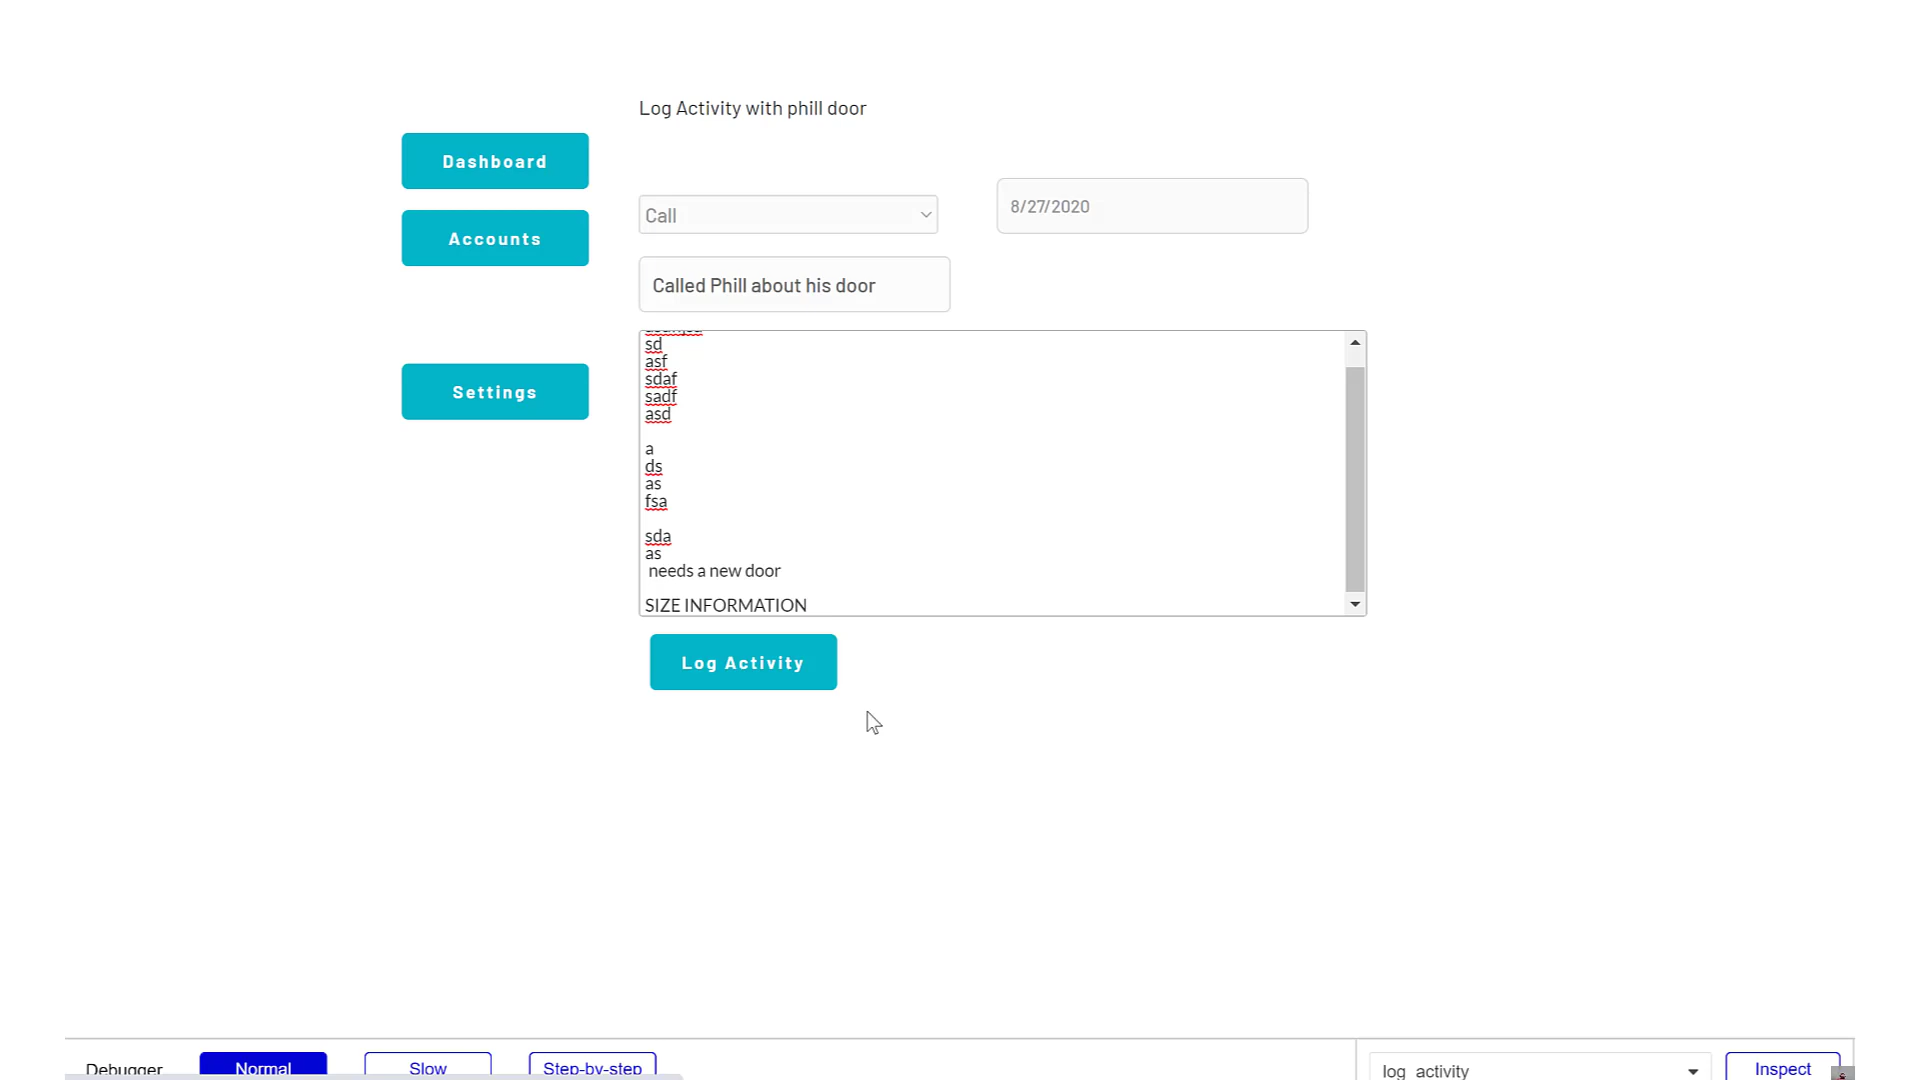 Log Activity with phill door
Dashboard
Accounts
Settings
Call
8/27/2020
Called Phill about his door
sd
asf
sdaf
sadf
asd
a
ds
as
fsa
sda
as
needs a new door
SIZE INFORMATION
Log Activity
Debugger
Normal
Slow
Step-by-step
log_activity
Inspect